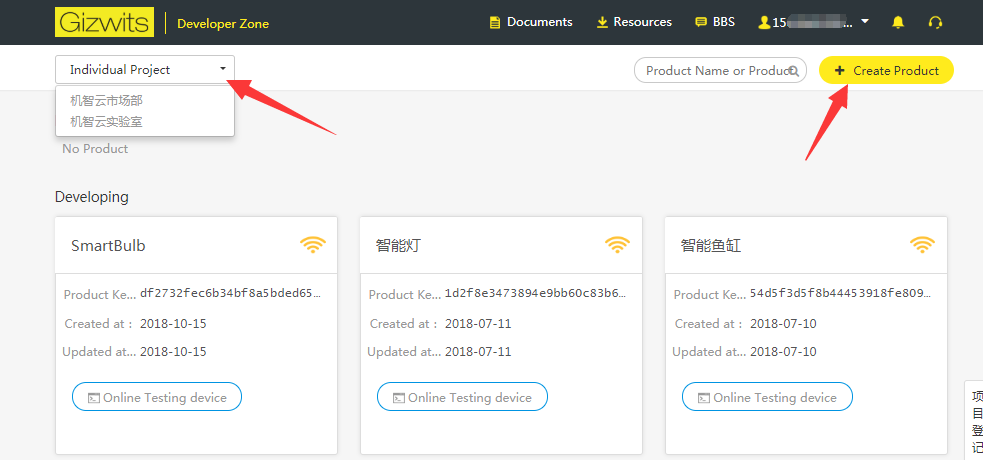 Gizwits Developer Zone Documents Resources BBS 15 ...
Individual Project Product Name or Product Create Product
机智云市场部
机智云实验室
No Product
Developing
SmartBulb 智能灯 智能鱼缸
Product Ke... df2732fec6b34bf8a5bded65... Product Ke... 1d2f8e3473894e9bb60c83b6... Product Ke... 54d5f3d5f8b44453918fe809...
Created at : 2018-10-15 Created at : 2018-07-11 Created at : 2018-07-10
Updated at... 2018-10-15 Updated at... 2018-07-11 Updated at... 2018-07-10
Online Testing device Online Testing device Online Testing device
项
目
登
记